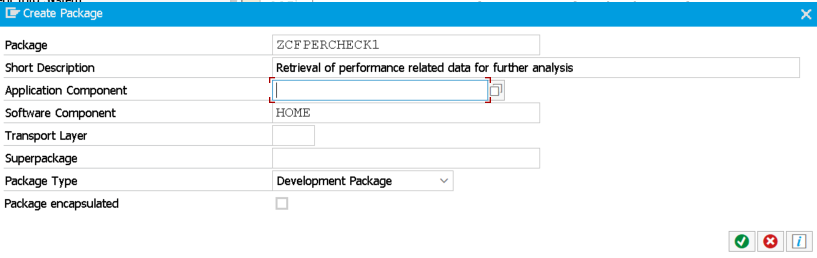 Create Package
Package ZCFPERCHECK1
Short Description Retrieval of performance related data for further analysis
Application Component
Software Component HOME
Transport Layer
Superpackage
Package Type Development Package
Package encapsulated